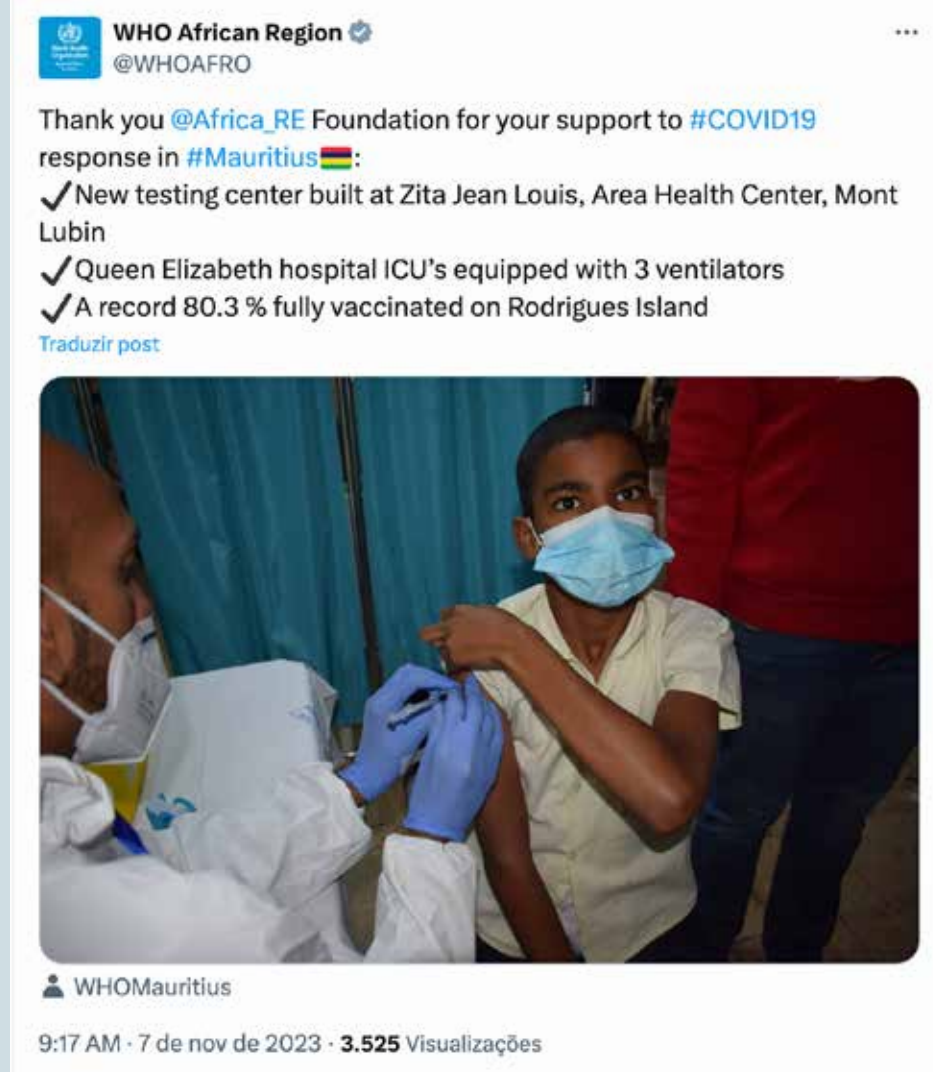 WHO African Region
@WHOAFRO
Thank you @Africa_RE Foundation for your support to #COVID19
response in #Mauritius🇲🇺:
✔New testing center built at Zita Jean Louis, Area Health Center, Mont
Lubin
✔Queen Elizabeth hospital ICU's equipped with 3 ventilators
✔A record 80.3 % fully vaccinated on Rodrigues Island
Traduzir post
WHOMauritius
9:17 AM · 7 de nov de 2023 · 3.525 Visualizações